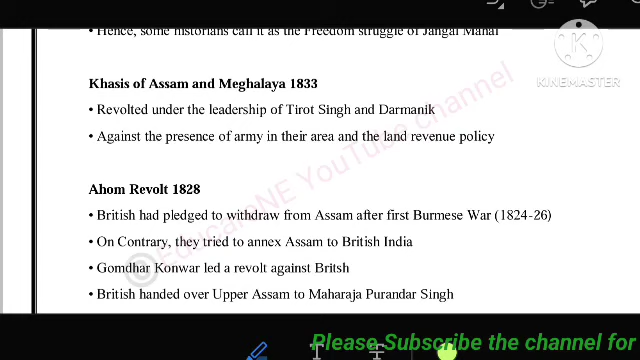 • Hence, some historians call it as the Freedom struggle of Jangal Mahal
KINEMASTER
Khasis of Assam and Meghalaya 1833
• Revolted under the leadership of Tirot Singh and Darmanik
• Against the presence of army in their area and the land revenue policy
©EducareNE YouTube channel
Ahom Revolt 1828
• British had pledged to withdraw from Assam after first Burmese War (1824-26)
• On Contrary, they tried to annex Assam to British India
• Gomdhar Konwar led a revolt against Britsh
• British handed over Upper Assam to Maharaja Purandar Singh
Please Subscribe the channel for